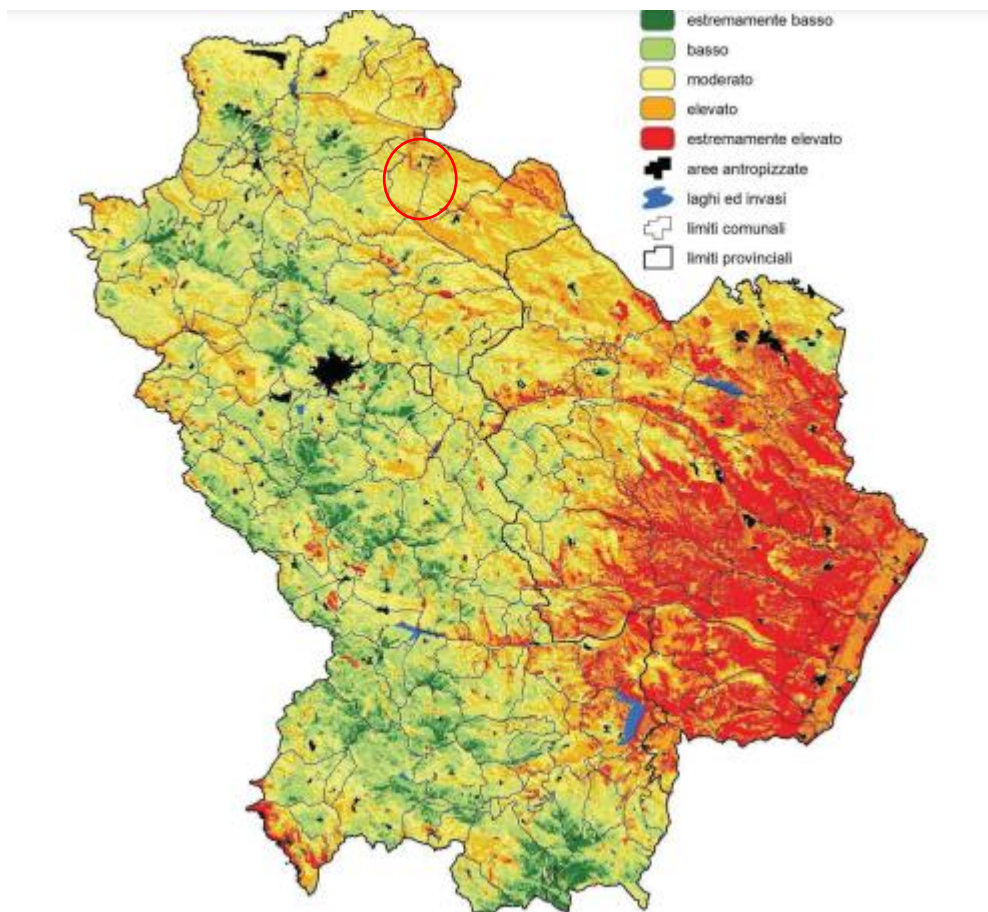 estremamente basso
basso
moderato
elevato
estremamente elevato
aree antropizzate
laghi ed invasi
limiti comunali
limiti provinciali